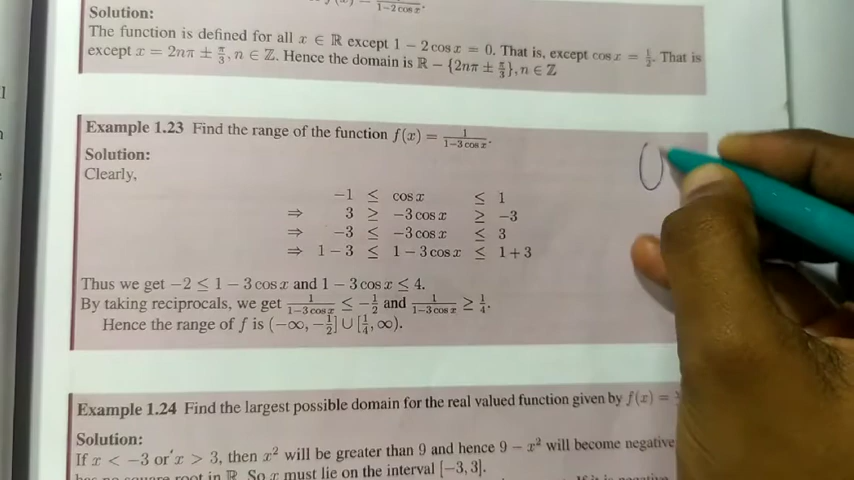 1−2 cos x
Solution:
The function is defined for all x ∈ ℝ except 1 − 2 cos x = 0. That is, except cos x = 1/2. That is
except x = 2nπ ± π/3, n ∈ ℤ. Hence the domain is ℝ − {2nπ ± π/3}, n ∈ ℤ
Example 1.23 Find the range of the function f(x) = 1/(1−3 cos x).
Solution:
Clearly,
−1 ≤ cos x ≤ 1
⇒ 3 ≥ −3 cos x ≥ −3
⇒ −3 ≤ −3 cos x ≤ 3
⇒ 1 − 3 ≤ 1 − 3 cos x ≤ 1 + 3
Thus we get −2 ≤ 1 − 3 cos x and 1 − 3 cos x ≤ 4.
By taking reciprocals, we get 1/(1−3 cos x) ≤ −1/2 and 1/(1−3 cos x) ≥ 1/4.
Hence the range of f is (−∞, −1/2] ∪ [1/4, ∞).
Example 1.24 Find the largest possible domain for the real valued function given by f(x) =
Solution:
If x < −3 or x > 3, then x² will be greater than 9 and hence 9 − x² will become negative
square root in ℝ. So x must lie on the interval [−3, 3].